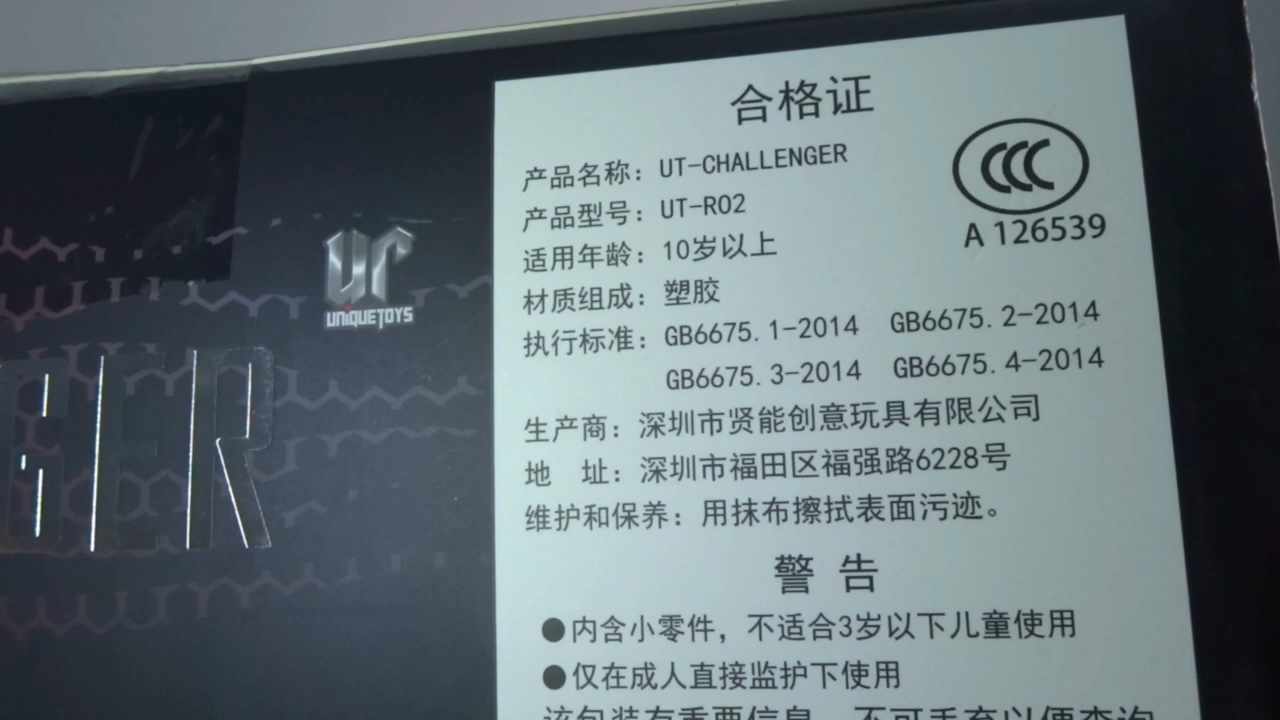 合格证
产品名称：UT-CHALLENGER
产品型号：UT-R02
适用年龄：10岁以上
材质组成：塑胶
执行标准：GB6675.1-2014 GB6675.2-2014
GB6675.3-2014 GB6675.4-2014
生产商：深圳市贤能创意玩具有限公司
地 址：深圳市福田区福强路6228号
维护和保养：用抹布擦拭表面污迹。
CCC
A 126539
警 告
●内含小零件，不适合3岁以下儿童使用
●仅在成人直接监护下使用
该包装有重要信息，不可丢弃以便查询
UT
UNIQUETOYS
GER